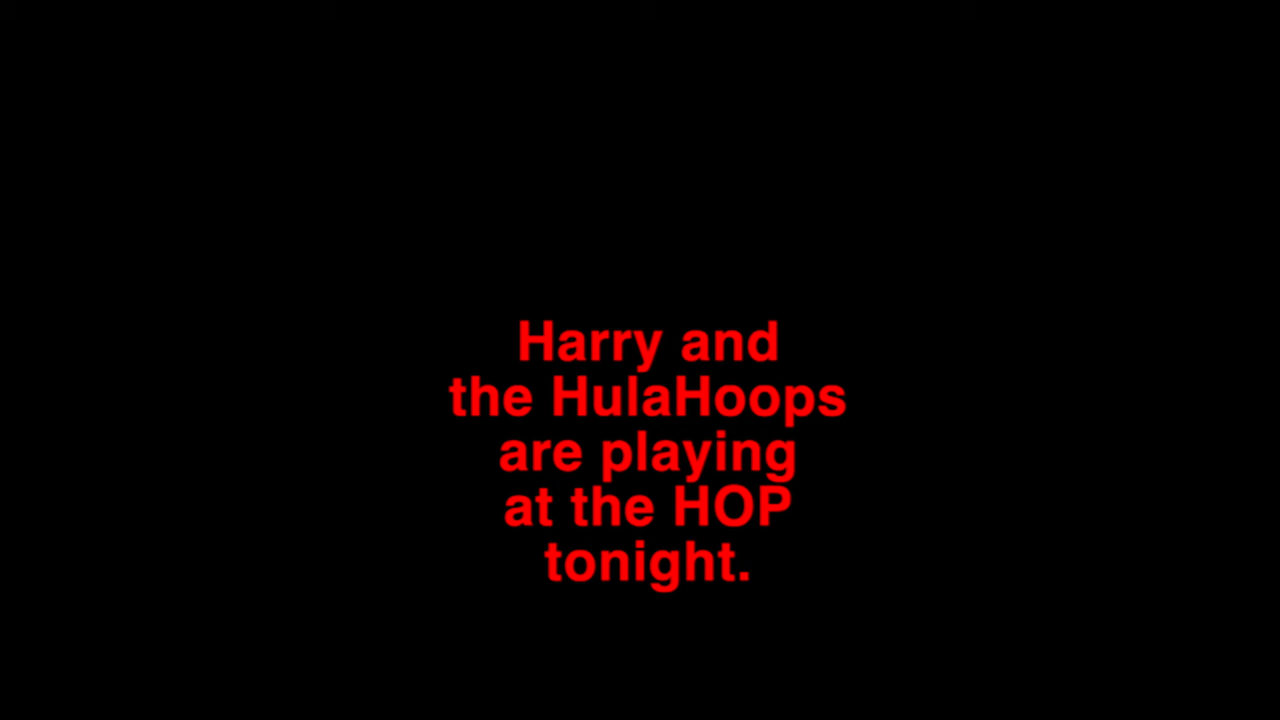 Harry and
the HulaHoops
are playing
at the HOP
tonight.